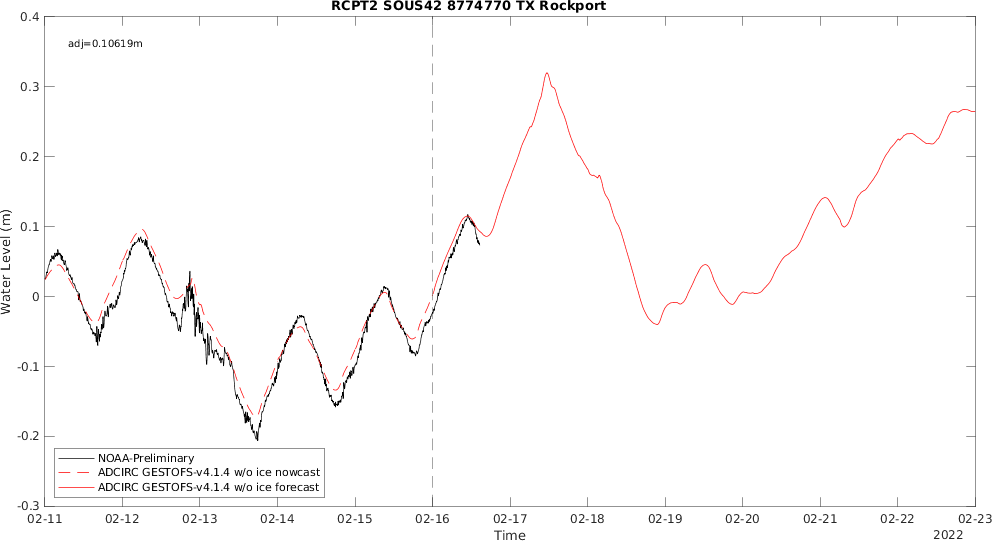 RCPT2 SOUS42 8774770 TX Rockport
adj=0.10619m
0.4
0.3
0.2
0.1
0
-0.1
-0.2
-0.3
Water Level (m)
NOAA-Preliminary
ADCIRC GESTOFS-v4.1.4 w/o ice nowcast
ADCIRC GESTOFS-v4.1.4 w/o ice forecast
02-11 02-12 02-13 02-14 02-15 02-16 02-17 02-18 02-19 02-20 02-21 02-22 02-23
Time
2022